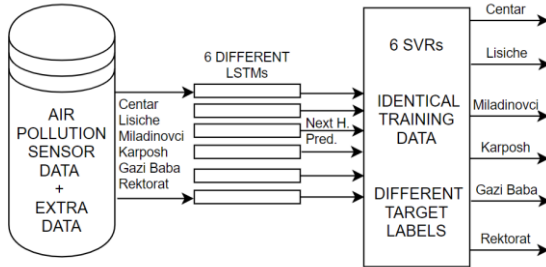 AIR
POLLUTION
SENSOR
DATA
+
EXTRA
DATA
Centar
Lisiche
Miladinovci
Karposh
Gazi Baba
Rektorat
6 DIFFERENT
LSTMs
Next H.
Pred.
6 SVRs
IDENTICAL
TRAINING
DATA
DIFFERENT
TARGET
LABELS
Centar
Lisiche
Miladinovci
Karposh
Gazi Baba
Rektorat